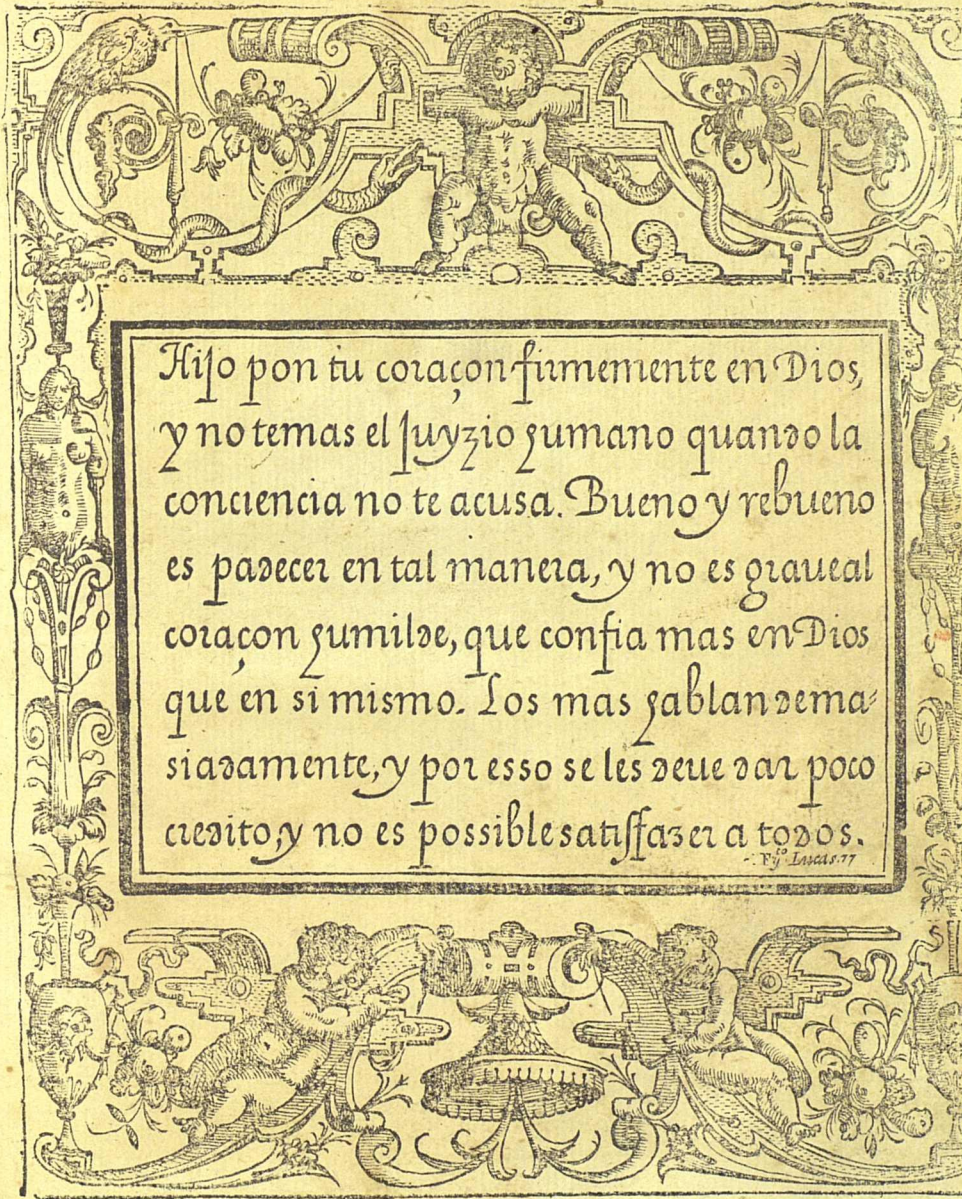 Hijo pon tu coraçon firmemente en Dios,
y no temas el juyzio humano quando la
conciencia no te acusa. Bueno y rebueno
es padecer en tal manera, y no es graue al
coraçon humilde, que confia mas en Dios
que en si mismo. Los mas hablan dema-
siadamente, y por esso se les deue dar poco
credito, y no es possible satisfazer a todos.
Lucas. 77